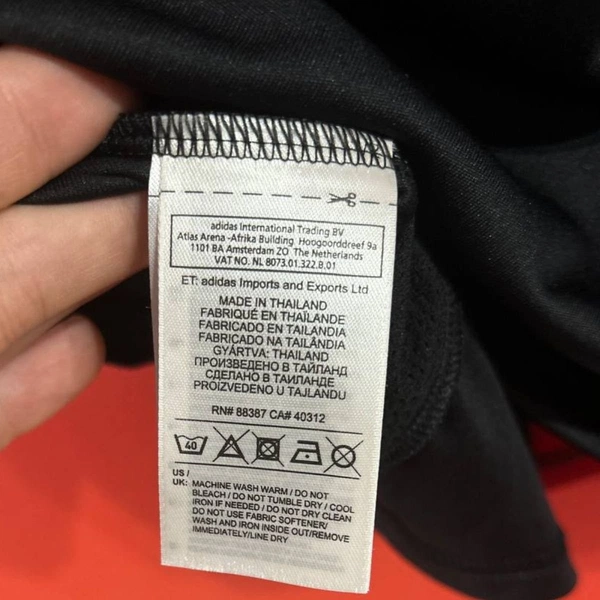 adidas International Trading BV
Atlas Arena -Afrika Building Hoogoorddreef 9a
1101 BA Amsterdam ZO The Netherlands
VAT NO. NL 8073.01.322.B.01
ET: adidas Imports and Exports Ltd
MADE IN THAILAND
FABRIQUÉ EN THAÏLANDE
FABRICADO EN TAILANDIA
FABRICADO NA TAILÂNDIA
GYÁRTVA: THAILAND
ПРОИЗВЕДЕНО В ТАЙЛАНД
СДЕЛАНО В ТАИЛАНДЕ
PROIZVEDENO U TAJLANDU
RN# 88387 CA# 40312
40
US /
UK: MACHINE WASH WARM / DO NOT
BLEACH / DO NOT TUMBLE DRY / COOL
IRON IF NEEDED / DO NOT DRY CLEAN
DO NOT USE FABRIC SOFTENER/
WASH AND IRON INSIDE OUT/REMOVE
IMMEDIATELY/LINE DRY